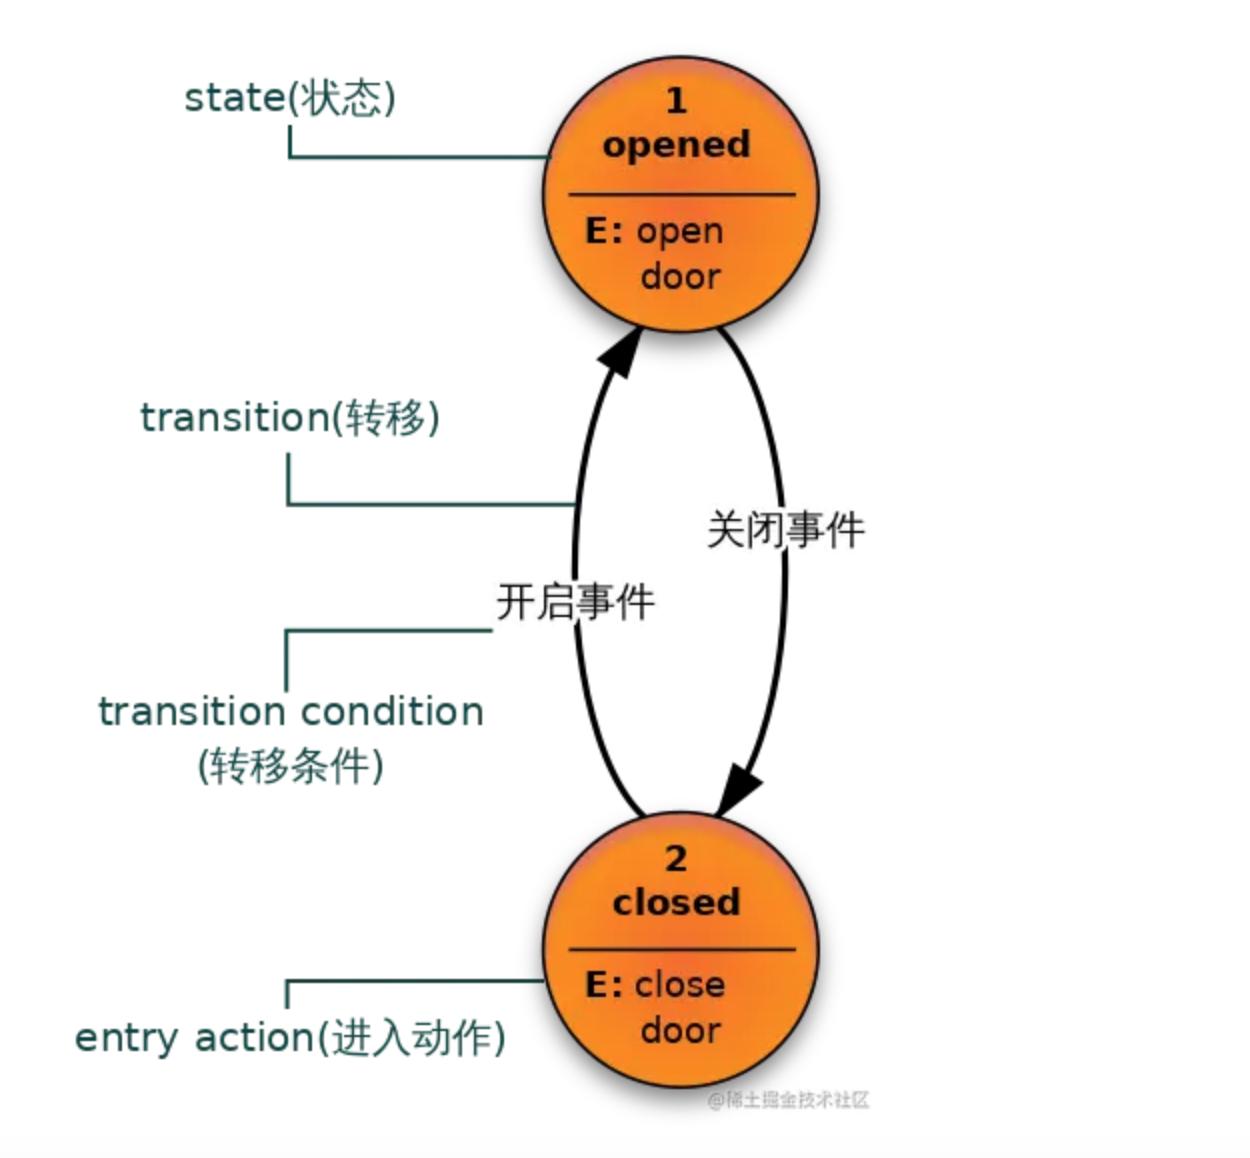 state(状态)
1
opened
E: open
door
transition(转移)
关闭事件
开启事件
transition condition
(转移条件)
2
closed
E: close
door
entry action(进入动作)
@稀土掘金技术社区